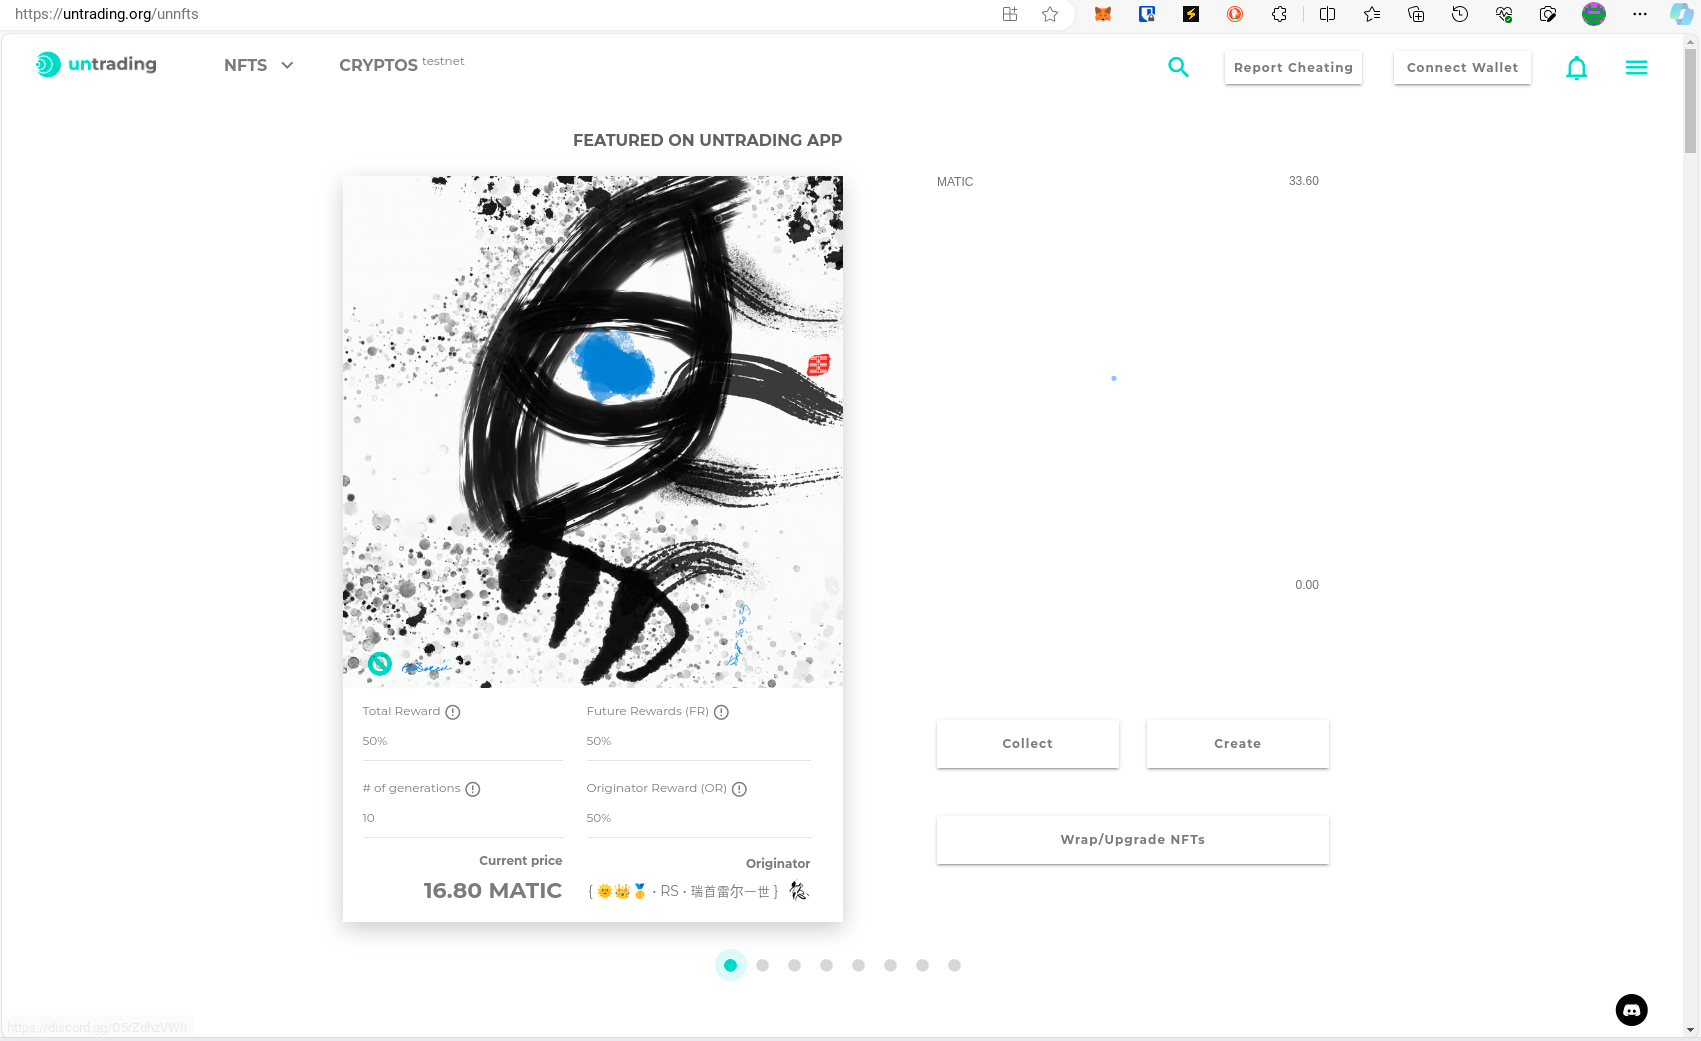 https://untrading.org/unnfts
untrading
NFTS
CRYPTOS testnet
Report Cheating
Connect Wallet
FEATURED ON UNTRADING APP
MATIC
33.60
0.00
Total Reward
50%
Future Rewards (FR)
50%
# of generations
10
Originator Reward (OR)
50%
Current price
16.80 MATIC
Originator
{ 🌞👑🥇 · RS · 瑞首雷尔一世 }
Collect
Create
Wrap/Upgrade NFTs
https://discord.gg/D5rZdhzVWh